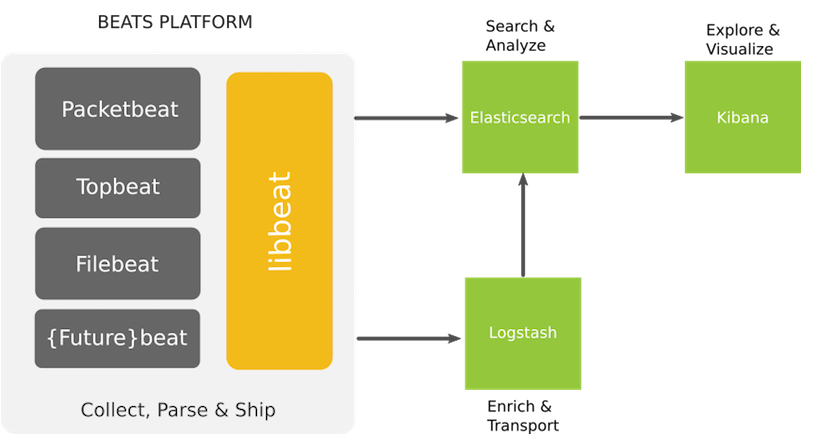 BEATS PLATFORM
Packetbeat
Topbeat
Filebeat
{Future}beat
libbeat
Collect, Parse & Ship
Search &
Analyze
Elasticsearch
Explore &
Visualize
Kibana
Logstash
Enrich &
Transport